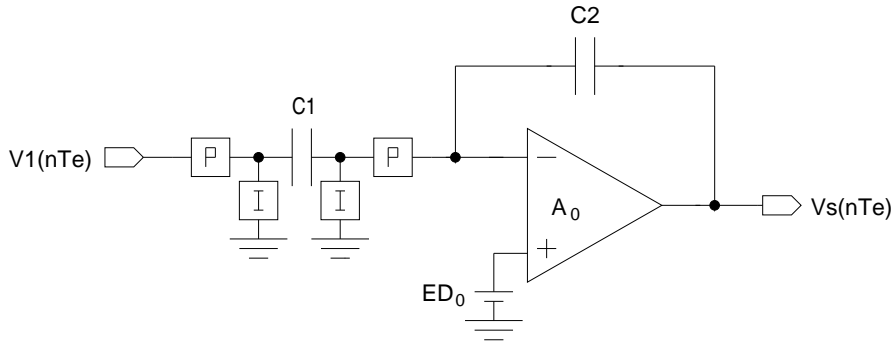 C2
C1
V1(nTe)
P
P
I
I
−
A0
+
Vs(nTe)
ED0